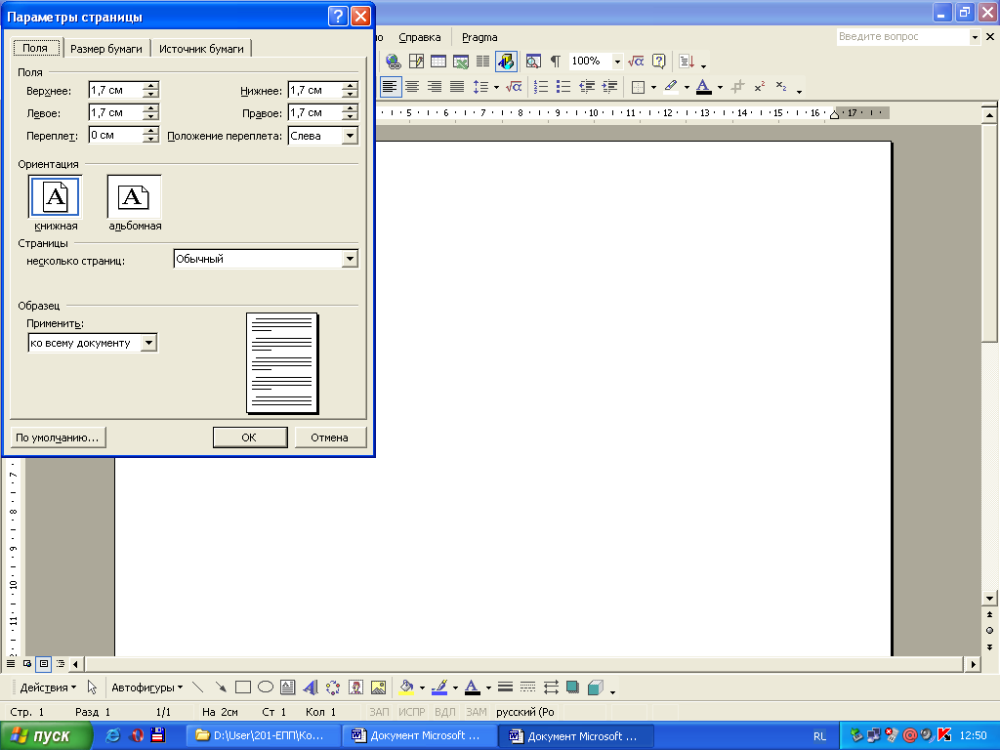 Параметры страницы
Справка Pragma
Введите вопрос
Поля Размер бумаги Источник бумаги
100%
Поля
Верхнее: 1,7 см Нижнее: 1,7 см
Левое: 1,7 см Правое: 1,7 см
5 6 7 8 9 10 11 12 13 14 15 16 17
Переплет: 0 см Положение переплета: Слева
Ориентация
A A
книжная альбомная
Страницы
несколько страниц: Обычный
Образец
Применить:
ко всему документу
По умолчанию... ОК Отмена
7
8
9
10
11
Действия Автофигуры
Стр. 1 Разд 1 1/1 На 2см Ст 1 Кол 1 ЗАП ИСПР ВДЛ ЗАМ русский (Ро
пуск D:\User\201-ЕПП\Ко... Документ Microsoft ... Документ Microsoft ... RL 12:50